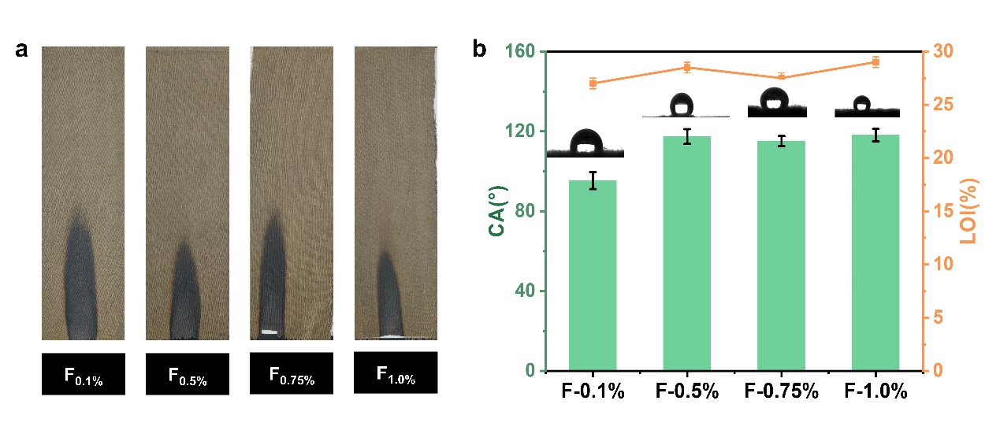 a
F0.1%
F0.5%
F0.75%
F1.0%
b
CA(°)
160
120
80
40
0
30
25
20
15
10
5
0
LOI(%)
F-0.1%
F-0.5%
F-0.75%
F-1.0%